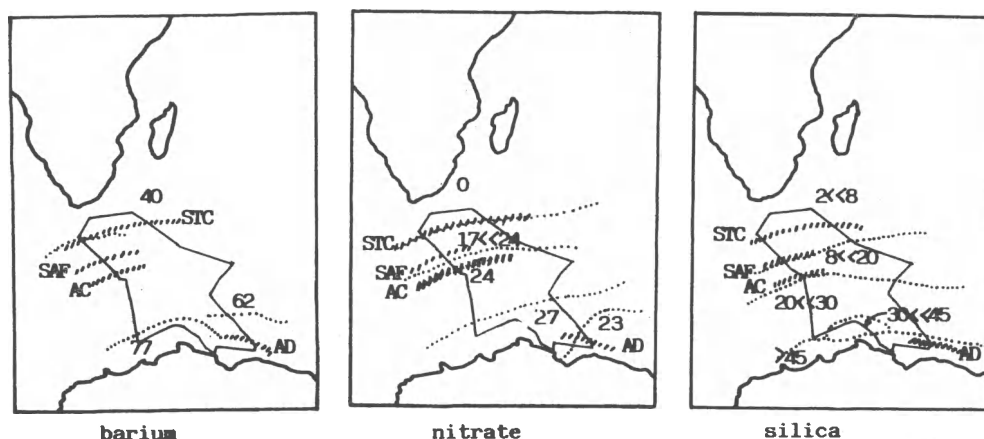 40
STC
SAF
AC
62
77
AD
barium
0
STC
17<<24
SAF
24
AC
27
23
AD
nitrate
2<<8
STC
SAF
8<<20
AC
20<<30
30<<45
>45
AD
silica